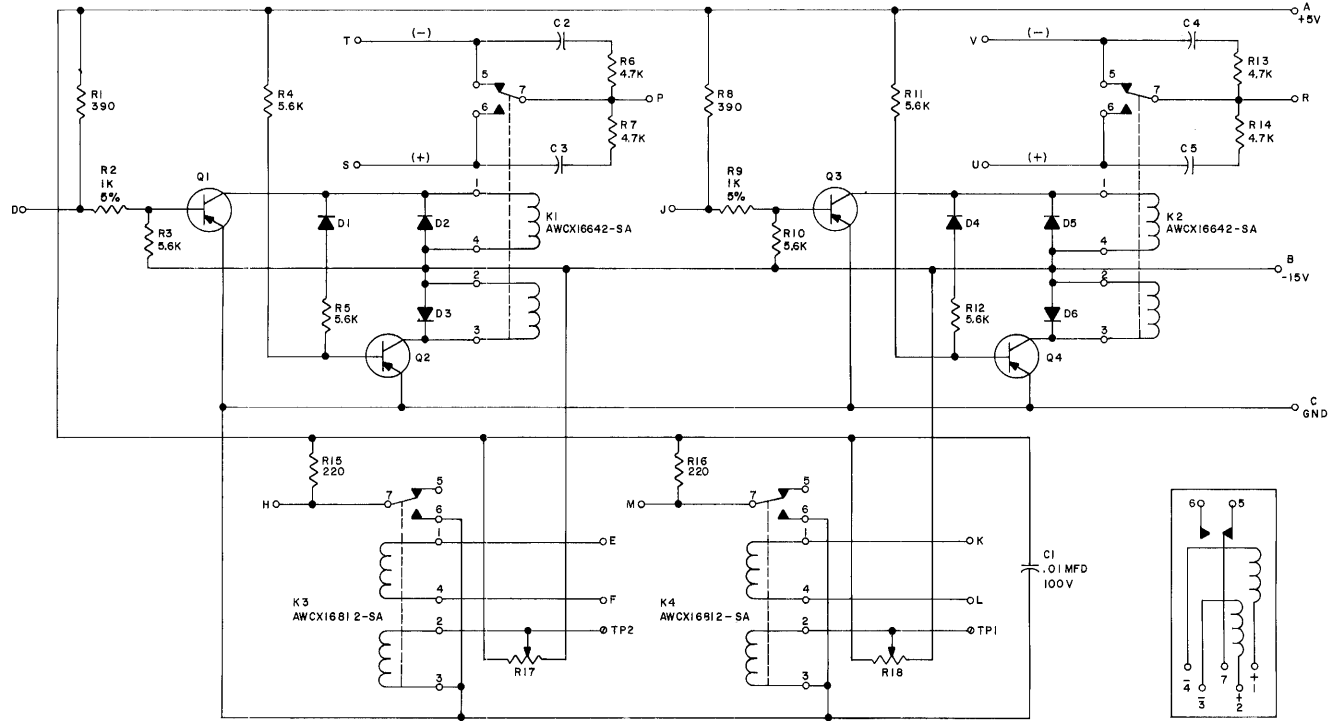 A
+5V
T (-) C2
V (-) C4
R1
390
R4
5.6K
5
7
6
R6
4.7K
P
R7
4.7K
R8
390
R11
5.6K
5
7
6
R13
4.7K
R
R14
4.7K
S (+) C3
U (+) C5
D
R2
1K
5%
Q1
R3
5.6K
D1
D2
1
4
2
3
K1
AWCX16642-SA
J
R9
1K
5%
Q3
R10
5.6K
D4
D5
1
4
2
3
K2
AWCX16642-SA
B
-15V
R5
5.6K
D3
Q2
R12
5.6K
D6
Q4
C
GND
R15
220
H
7
5
6
1
E
4
F
2
TP2
3
K3
AWCX16812-SA
R17
R16
220
M
7
5
6
1
K
4
L
2
TP1
3
K4
AWCX16812-SA
R18
C1
.01MFD
100V
6 5
-4 -3 7 +2 +1